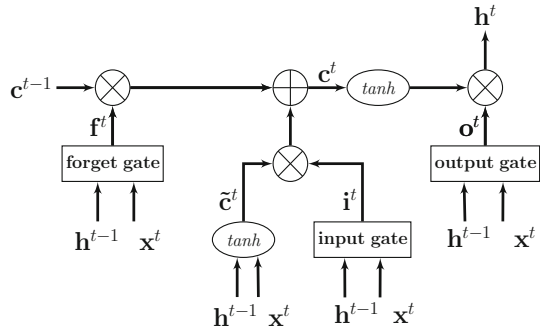 h^t
c^{t-1}
c^t
tanh
f^t
o^t
forget gate
output gate
c̃^t
i^t
h^{t-1} x^t
tanh
input gate
h^{t-1} x^t
h^{t-1} x^t
h^{t-1} x^t